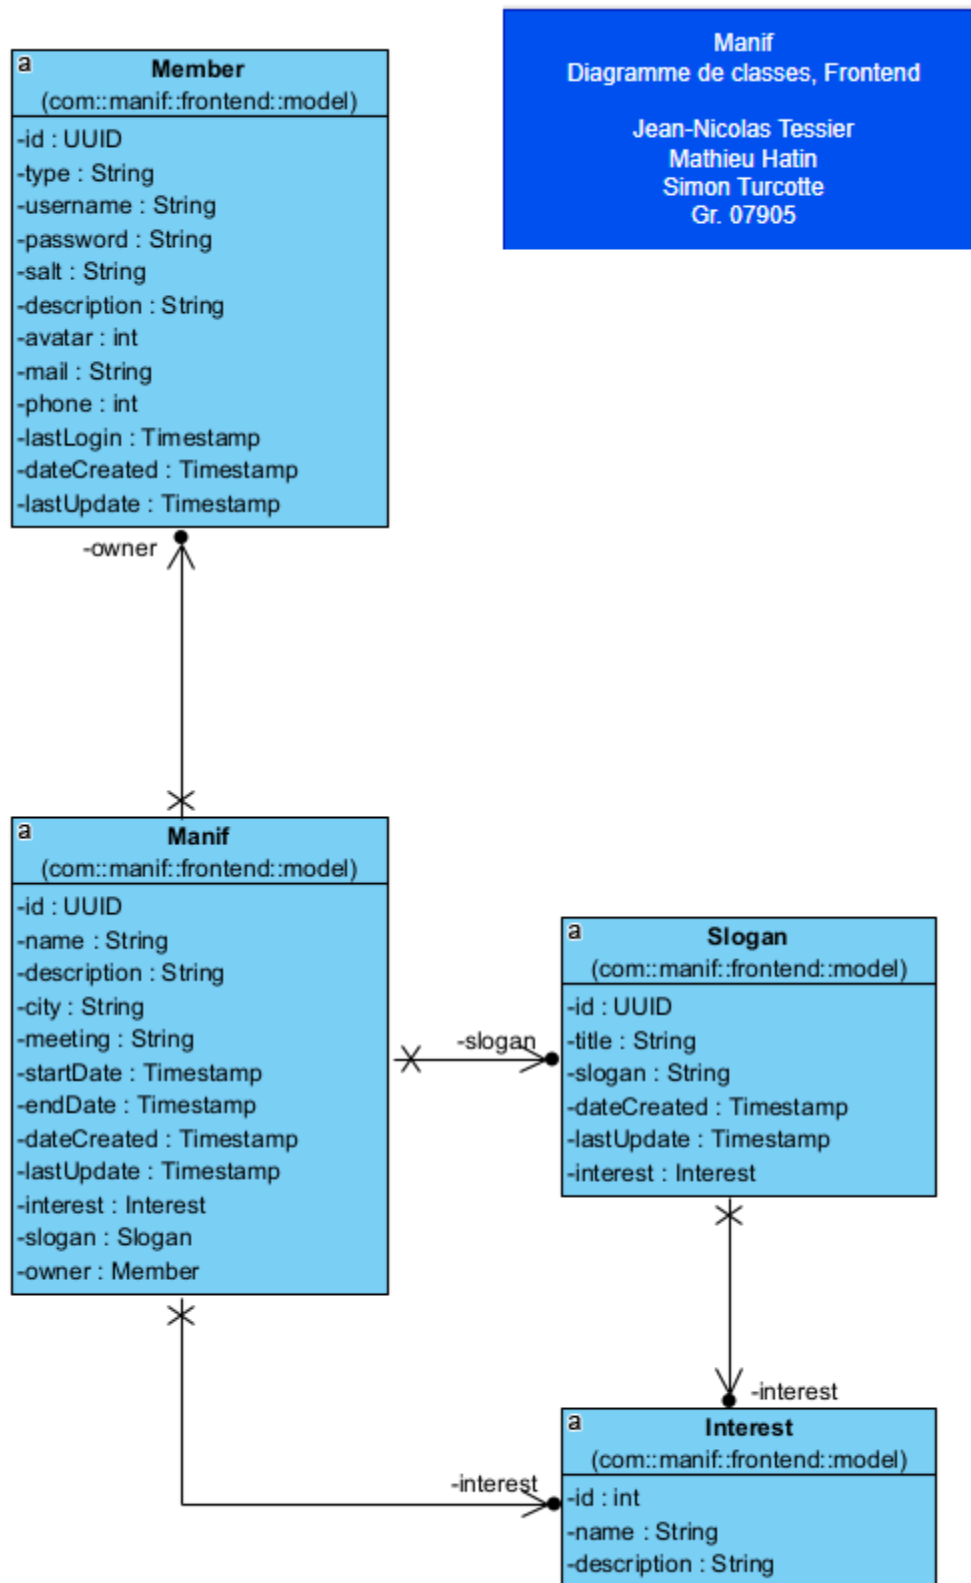 Manif
Diagramme de classes, Frontend
Jean-Nicolas Tessier
Mathieu Hatin
Simon Turcotte
Gr. 07905
a
Member
(com::manif::frontend::model)
-id : UUID
-type : String
-username : String
-password : String
-salt : String
-description : String
-avatar : int
-mail : String
-phone : int
-lastLogin : Timestamp
-dateCreated : Timestamp
-lastUpdate : Timestamp
-owner
a
Manif
(com::manif::frontend::model)
-id : UUID
-name : String
-description : String
-city : String
-meeting : String
-startDate : Timestamp
-endDate : Timestamp
-dateCreated : Timestamp
-lastUpdate : Timestamp
-interest : Interest
-slogan : Slogan
-owner : Member
-slogan
a
Slogan
(com::manif::frontend::model)
-id : UUID
-title : String
-slogan : String
-dateCreated : Timestamp
-lastUpdate : Timestamp
-interest : Interest
-interest
-interest
a
Interest
(com::manif::frontend::model)
-id : int
-name : String
-description : String